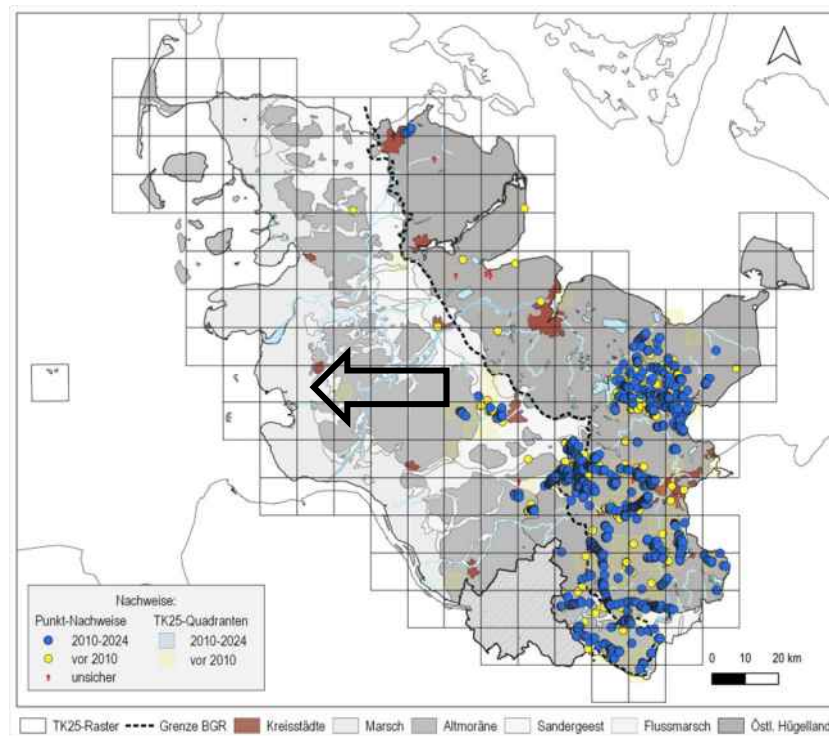 Nachweise:
Punkt-Nachweise TK25-Quadranten
2010-2024 2010-2024
vor 2010 vor 2010
unsicher
0 10 20 km
TK25-Raster Grenze BGR Kreisstädte Marsch Altmoräne Sandergeest Flussmarsch Östl. Hügelland